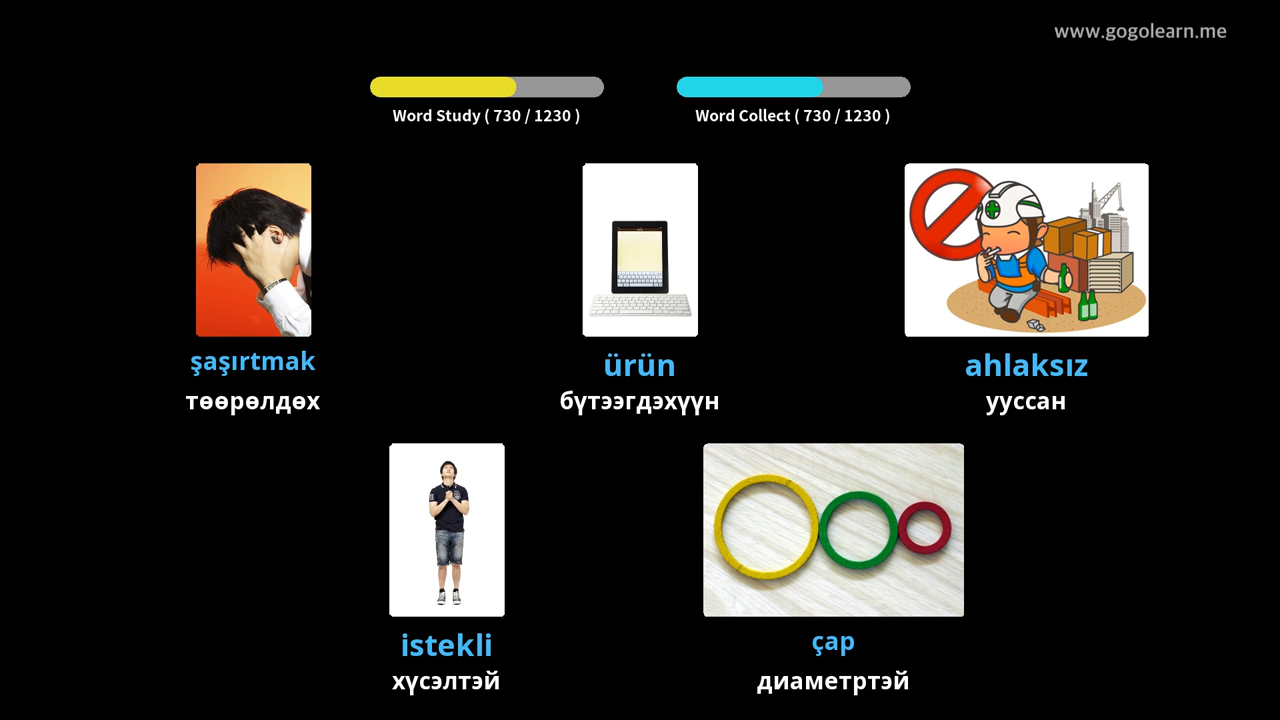 www.gogolearn.me
Word Study ( 730 / 1230 )
Word Collect ( 730 / 1230 )
şaşırtmak
төөрөлдөх
ürün
бүтээгдэхүүн
ahlaksız
ууссан
istekli
хүсэлтэй
çap
диаметртэй